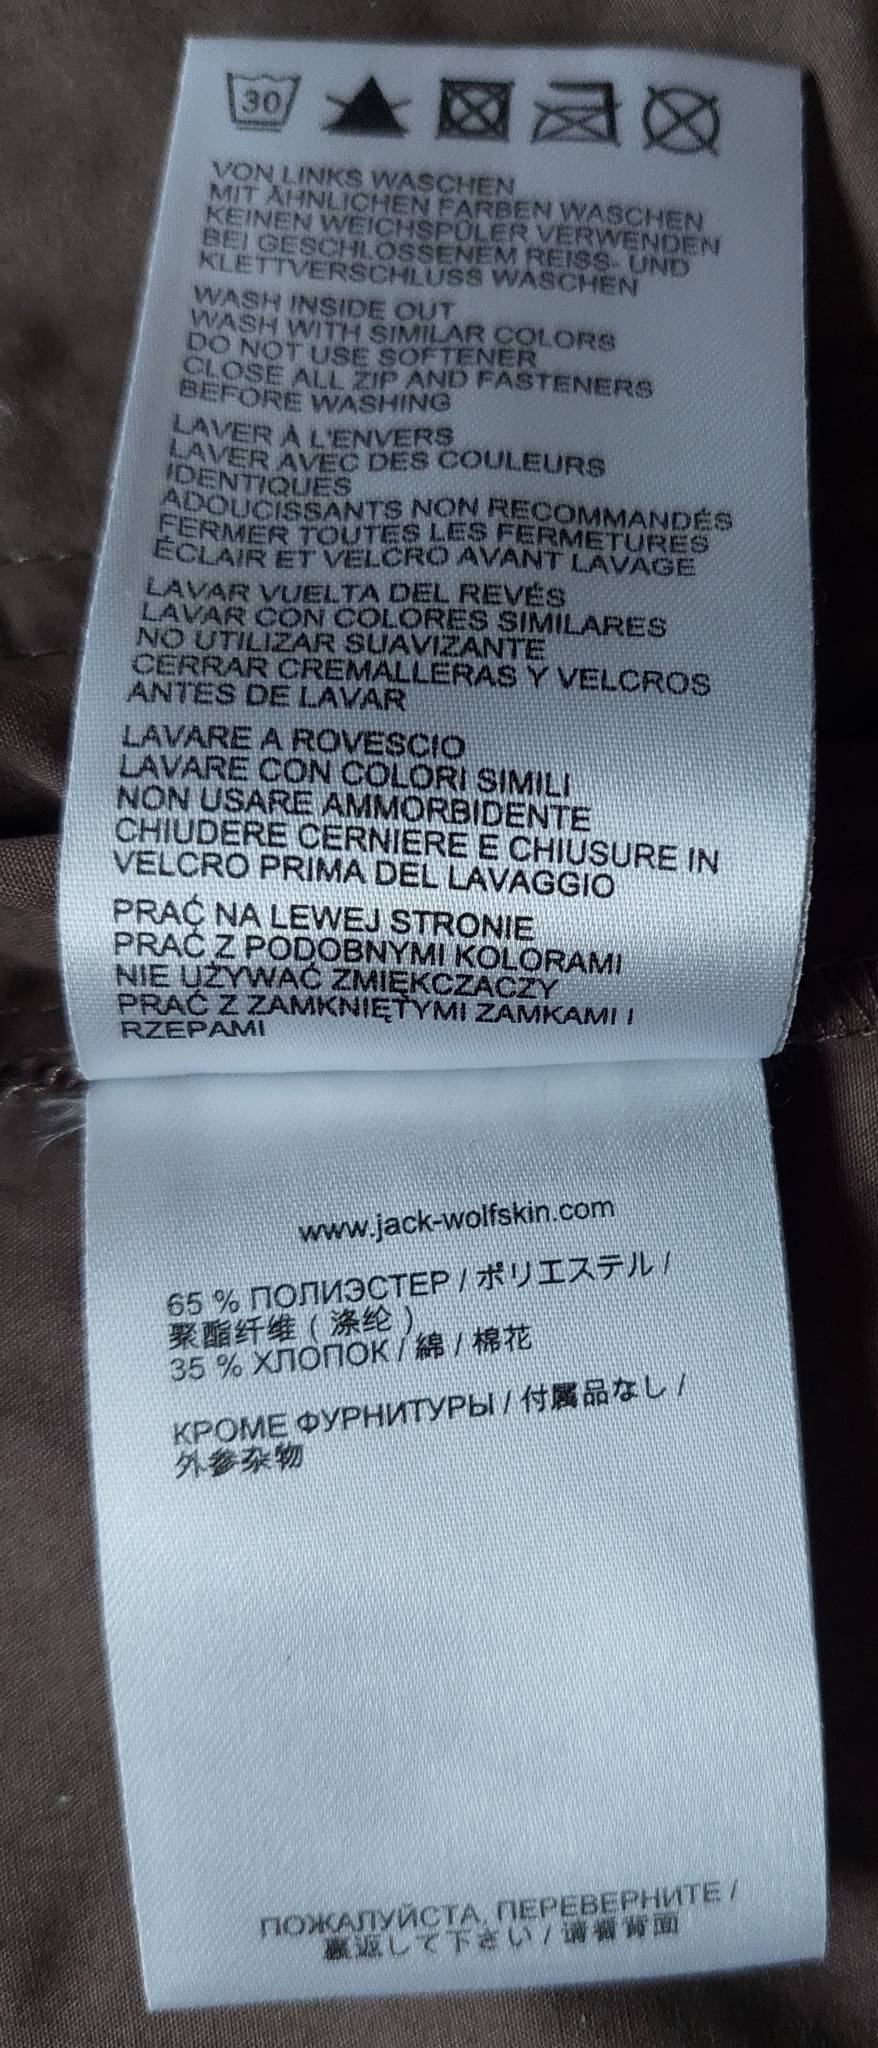 30
VON LINKS WASCHEN
MIT ÄHNLICHEN FARBEN WASCHEN
KEINEN WEICHSPÜLER VERWENDEN
BEI GESCHLOSSENEM REISS- UND
KLETTVERSCHLUSS WASCHEN
WASH INSIDE OUT
WASH WITH SIMILAR COLORS
DO NOT USE SOFTENER
CLOSE ALL ZIP AND FASTENERS
BEFORE WASHING
LAVER À L'ENVERS
LAVER AVEC DES COULEURS
IDENTIQUES
ADOUCISSANTS NON RECOMMANDÉS
FERMER TOUTES LES FERMETURES
ÉCLAIR ET VELCRO AVANT LAVAGE
LAVAR VUELTA DEL REVÉS
LAVAR CON COLORES SIMILARES
NO UTILIZAR SUAVIZANTE
CERRAR CREMALLERAS Y VELCROS
ANTES DE LAVAR
LAVARE A ROVESCIO
LAVARE CON COLORI SIMILI
NON USARE AMMORBIDENTE
CHIUDERE CERNIERE E CHIUSURE IN
VELCRO PRIMA DEL LAVAGGIO
PRAĆ NA LEWEJ STRONIE
PRAĆ Z PODOBNYMI KOLORAMI
NIE UŻYWAĆ ZMIĘKCZACZY
PRAĆ Z ZAMKNIĘTYMI ZAMKAMI I
RZEPAMI
www.jack-wolfskin.com
65 % ПОЛИЭСТЕР / ポリエステル /
聚酯纤维 ( 涤纶 )
35 % ХЛОПОК / 綿 / 棉花
КРОМЕ ФУРНИТУРЫ / 付属品なし /
外参杂物
ПОЖАЛУЙСТА, ПЕРЕВЕРНИТЕ /
裏返して下さい / 请看背面